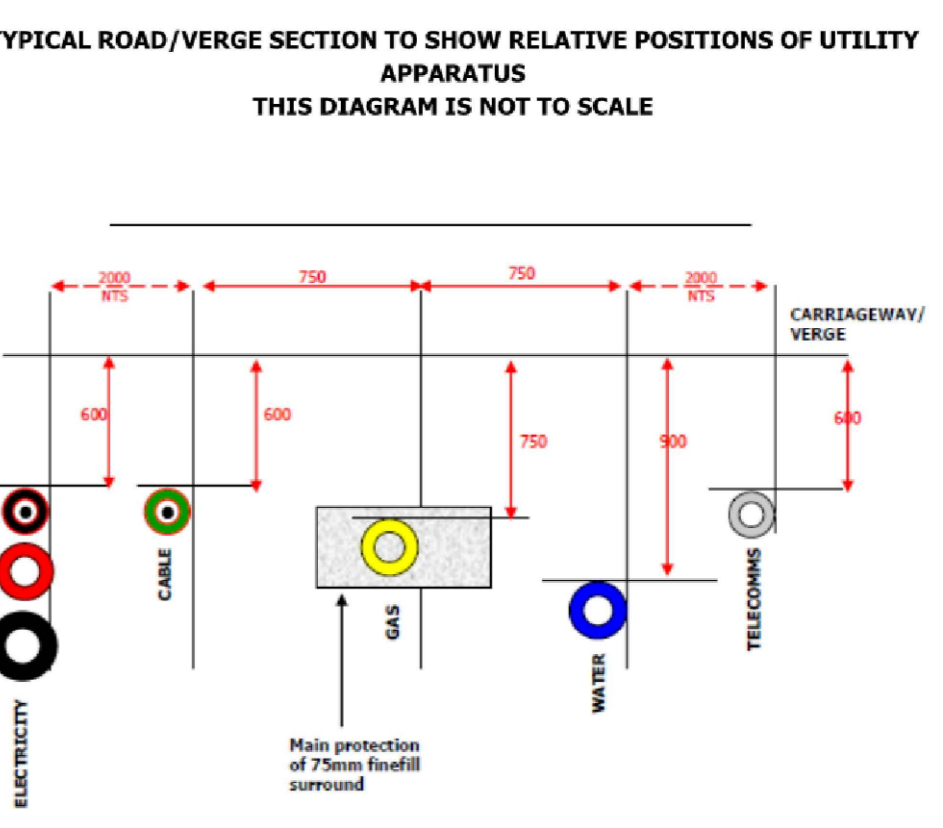 TYPICAL ROAD/VERGE SECTION TO SHOW RELATIVE POSITIONS OF UTILITY
APPARATUS
THIS DIAGRAM IS NOT TO SCALE
2000
NTS
750
750
2000
NTS
CARRIAGEWAY/
VERGE
600
600
750
900
600
ELECTRICITY
CABLE
GAS
WATER
TELECOMMS
Main protection
of 75mm finefill
surround